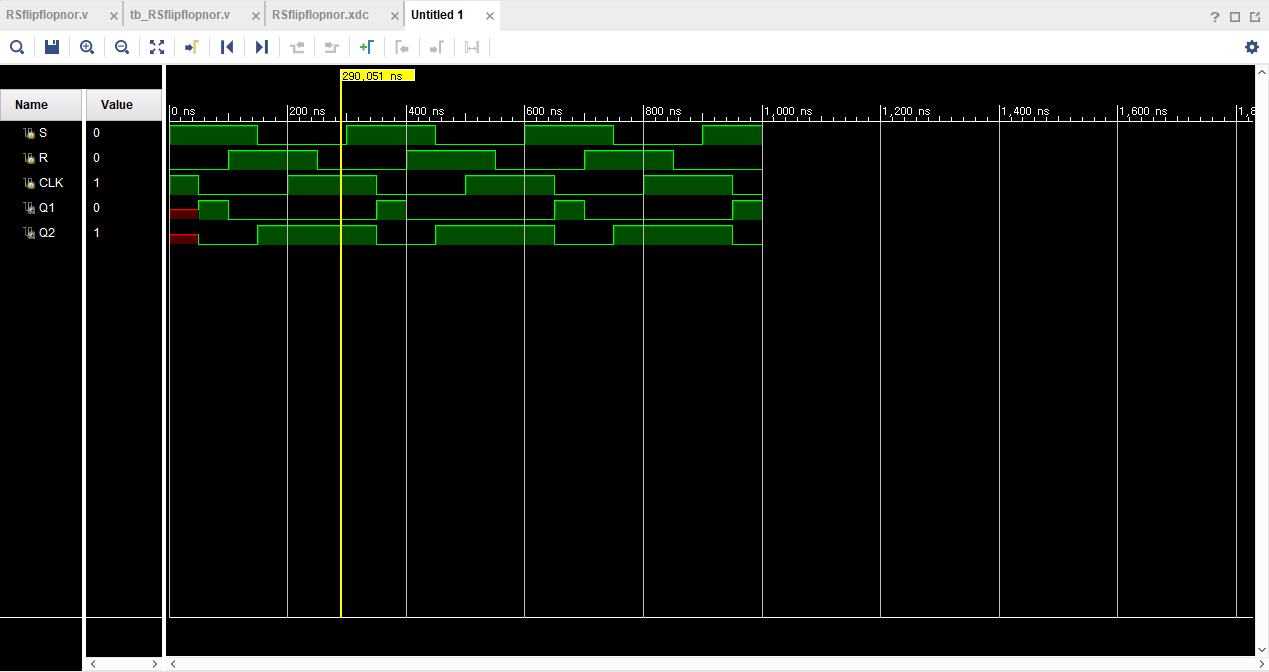 RSflipflopnor.v × tb_RSflipflopnor.v × RSflipflopnor.xdc × Untitled 1 ×
?
290,051 ns
Name Value
0 ns 200 ns 400 ns 600 ns 800 ns 1,000 ns 1,200 ns 1,400 ns 1,600 ns 1,8
S 0
R 0
CLK 1
Q1 0
Q2 1